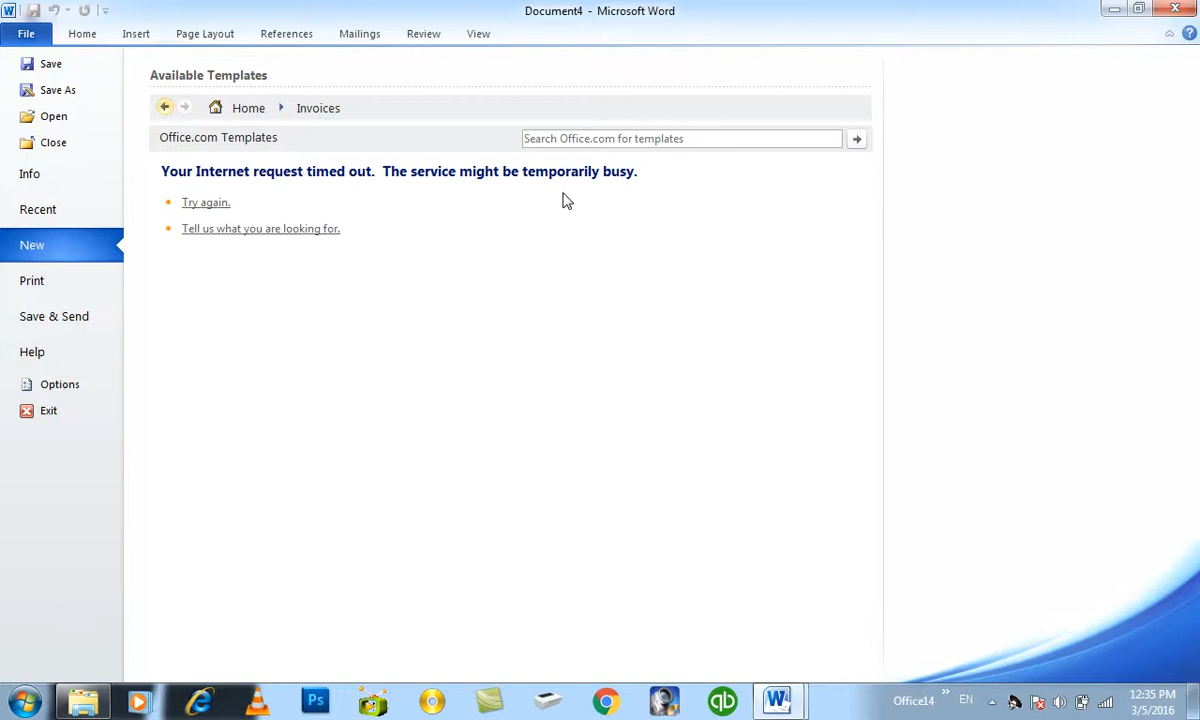 Document4 - Microsoft Word
File Home Insert Page Layout References Mailings Review View
Save
Save As
Open
Close
Info
Recent
New
Print
Save & Send
Help
Options
Exit
Available Templates
Home Invoices
Office.com Templates
Search Office.com for templates
Your Internet request timed out. The service might be temporarily busy.
Try again.
Tell us what you are looking for.
Ps
qb
W
Office14 » EN
12:35 PM
3/5/2016